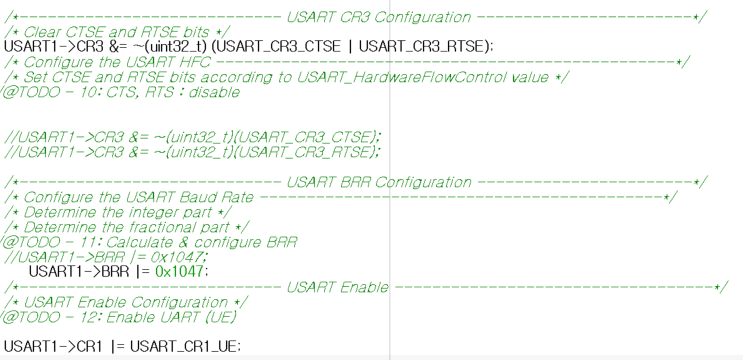 /*---------------------------- USART CR3 Configuration -----------------------*/
/* Clear CTSE and RTSE bits */
USART1->CR3 &= ~(uint32_t) (USART_CR3_CTSE | USART_CR3_RTSE);
/* Configure the USART HFC -------------------------------------------------*/
/* Set CTSE and RTSE bits according to USART_HardwareFlowControl value */
/@TODO - 10: CTS, RTS : disable
//USART1->CR3 &= ~(uint32_t)(USART_CR3_CTSE);
//USART1->CR3 &= ~(uint32_t)(USART_CR3_RTSE);
/*---------------------------- USART BRR Configuration -----------------------*/
/* Configure the USART Baud Rate -------------------------------------------*/
/* Determine the integer part */
/* Determine the fractional part */
/@TODO - 11: Calculate & configure BRR
//USART1->BRR |= 0x1047;
USART1->BRR |= 0x1047;
/*---------------------------- USART Enable ----------------------------------*/
/* USART Enable Configuration */
/@TODO - 12: Enable UART (UE)
USART1->CR1 |= USART_CR1_UE;